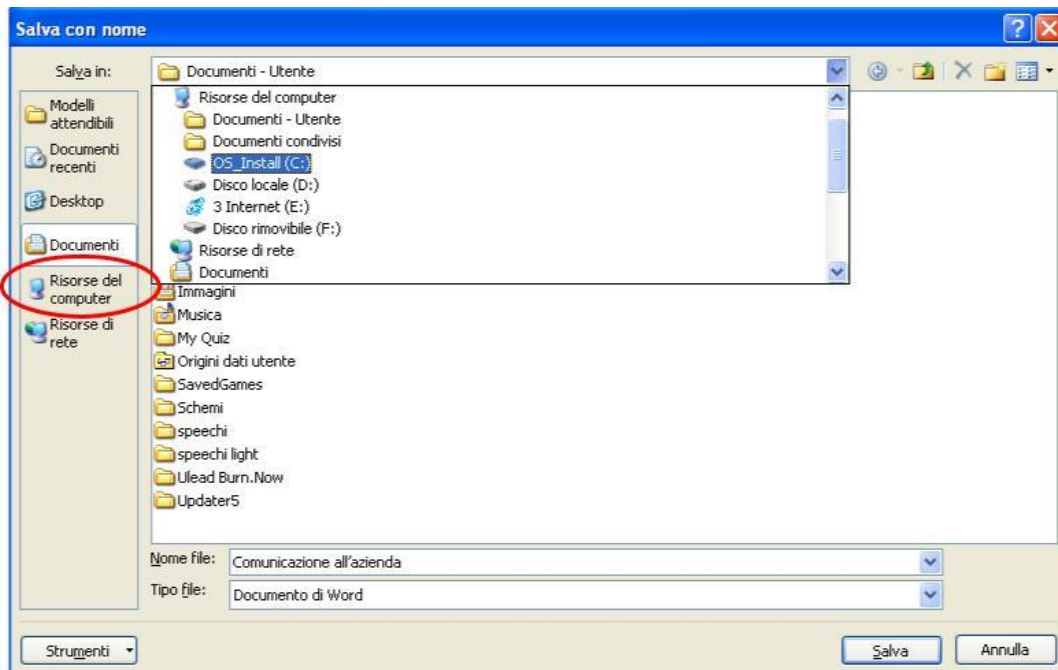 Salva con nome
Salva in:
Documenti - Utente
Risorse del computer
Documenti - Utente
Documenti condivisi
OS_Install (C:)
Disco locale (D:)
3 Internet (E:)
Disco rimovibile (F:)
Risorse di rete
Documenti
Modelli
attendibili
Documenti
recenti
Desktop
Documenti
Risorse del
computer
Risorse di
rete
Immagini
Musica
My Quiz
Origini dati utente
SavedGames
Schemi
speechi
speechi light
Ulead Burn.Now
Updater5
Nome file:
Comunicazione all'azienda
Tipo file:
Documento di Word
Strumenti
Salva
Annulla